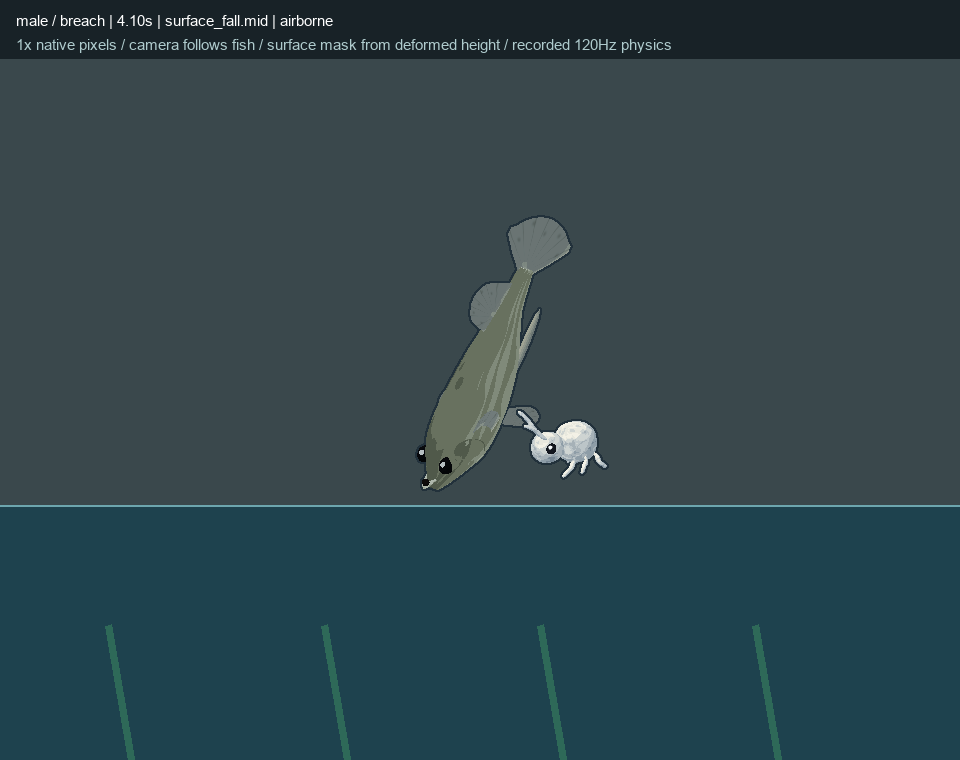 male / breach | 4.10s | surface_fall.mid | airborne
1x native pixels / camera follows fish / surface mask from deformed height / recorded 120Hz physics